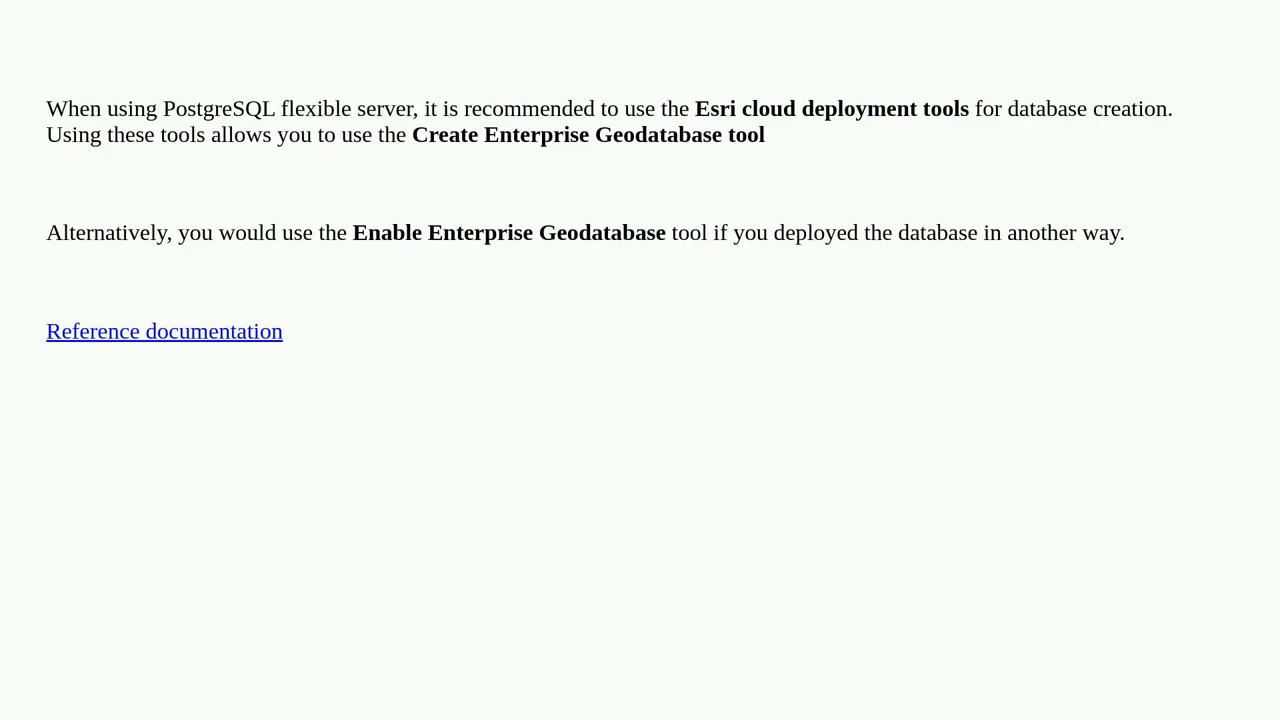 When using PostgreSQL flexible server, it is recommended to use the Esri cloud deployment tools for database creation.
Using these tools allows you to use the Create Enterprise Geodatabase tool
Alternatively, you would use the Enable Enterprise Geodatabase tool if you deployed the database in another way.
Reference documentation